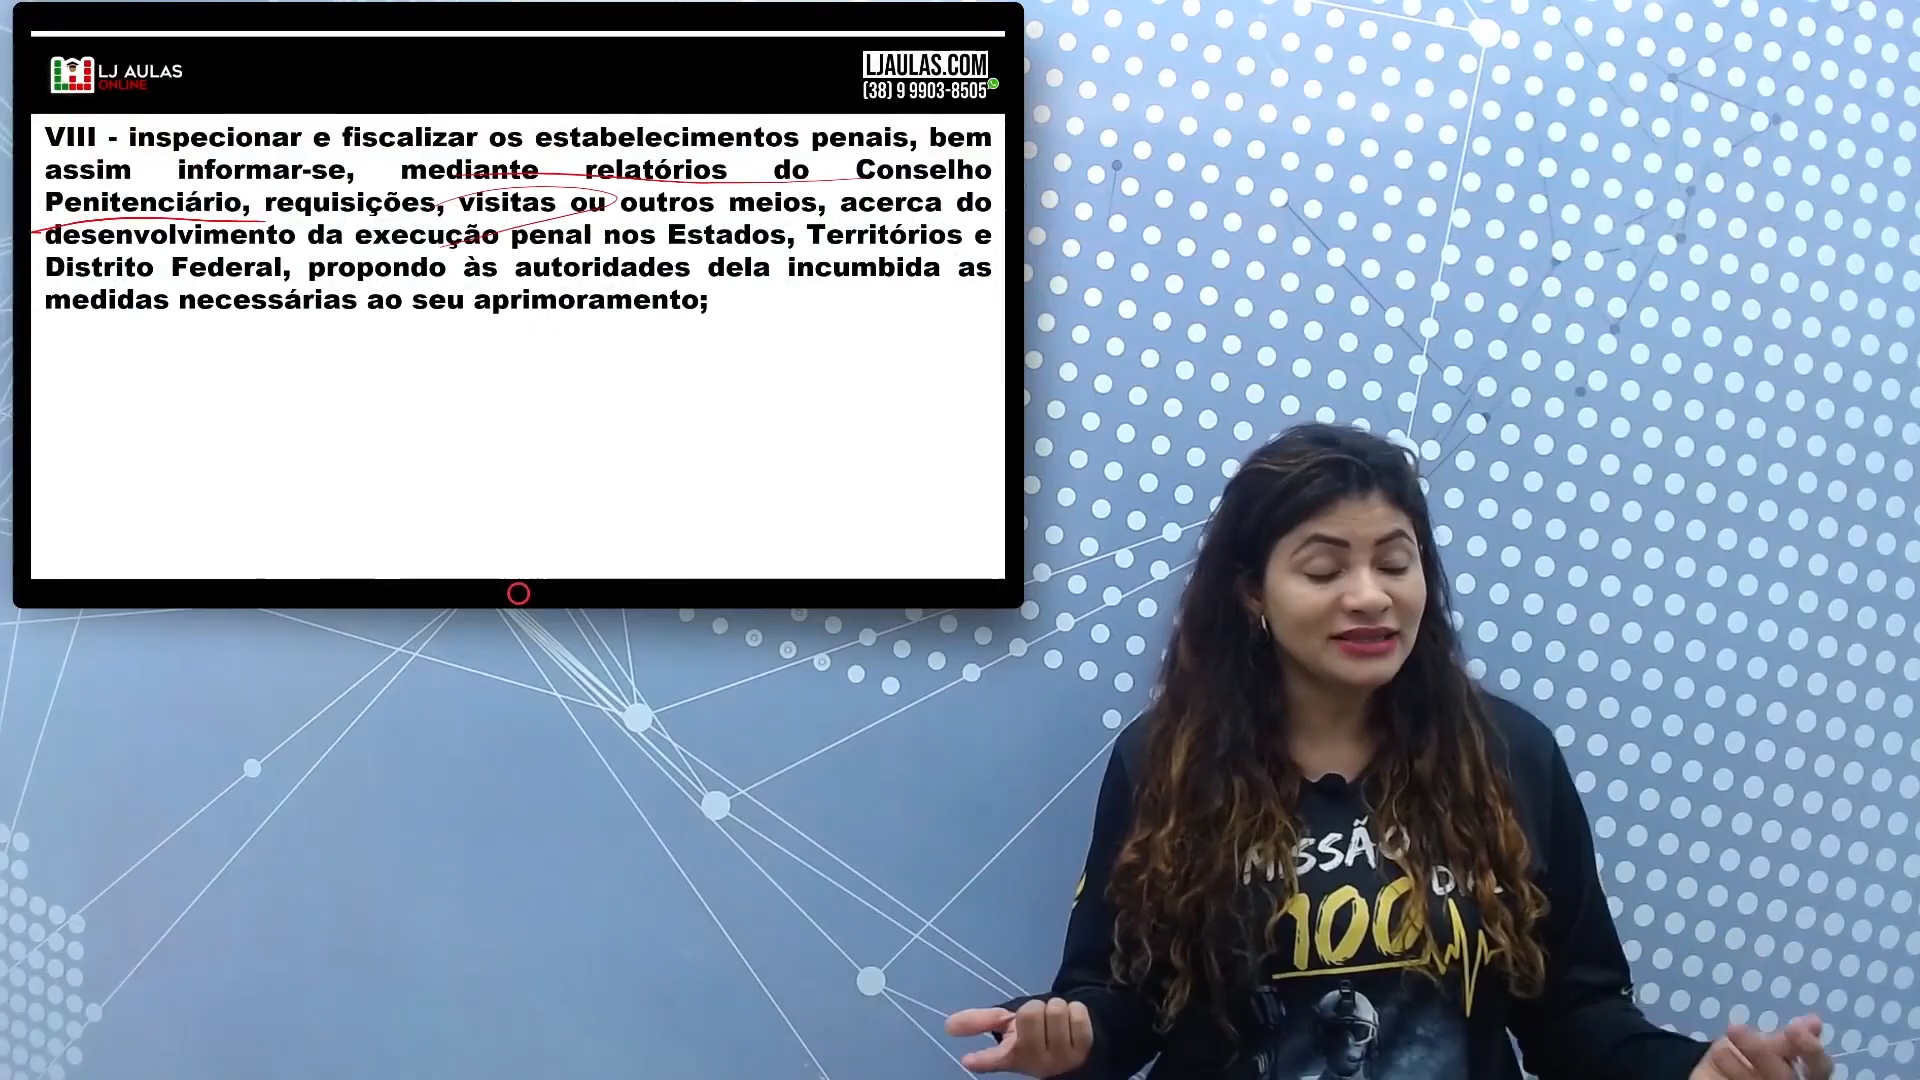 LJ AULAS
ONLINE
LJAULAS.COM
(38) 9 9903-8505
VIII - inspecionar e fiscalizar os estabelecimentos penais, bem
assim informar-se, mediante relatórios do Conselho
Penitenciário, requisições, visitas ou outros meios, acerca do
desenvolvimento da execução penal nos Estados, Territórios e
Distrito Federal, propondo às autoridades dela incumbida as
medidas necessárias ao seu aprimoramento;
MISSÃO
100